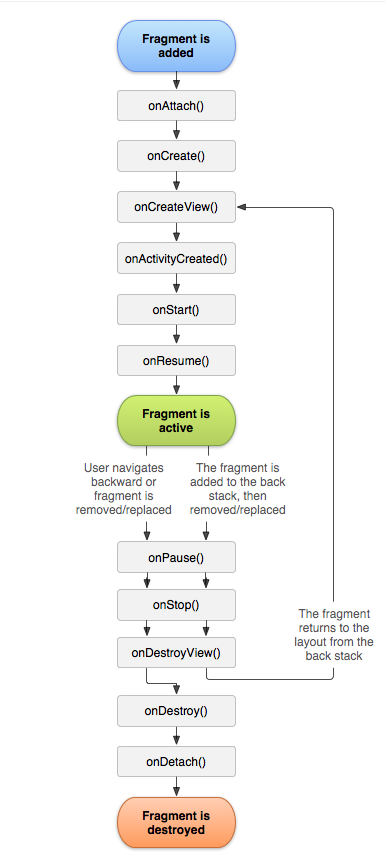 Fragment is
added
onAttach()
onCreate()
onCreateView()
onActivityCreated()
onStart()
onResume()
Fragment is
active
User navigates
backward or
fragment is
removed/replaced
The fragment is
added to the back
stack, then
removed/replaced
onPause()
onStop()
onDestroyView()
The fragment
returns to the
layout from the
back stack
onDestroy()
onDetach()
Fragment is
destroyed